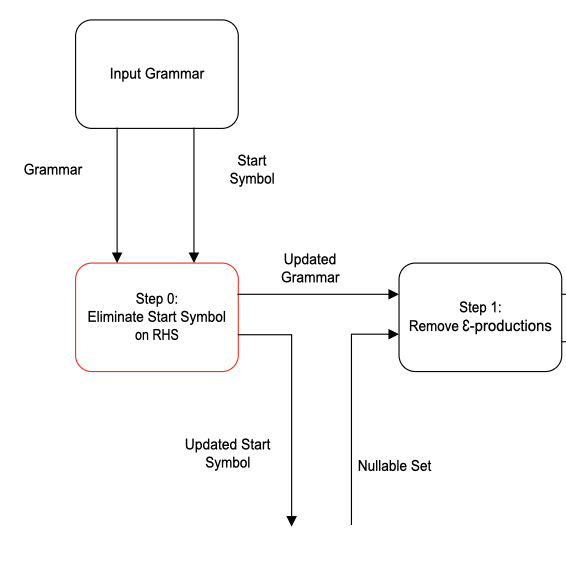 Input Grammar
Grammar
Start
Symbol
Updated
Grammar
Step 0:
Eliminate Start Symbol
on RHS
Step 1:
Remove Ɛ-productions
Updated Start
Symbol
Nullable Set